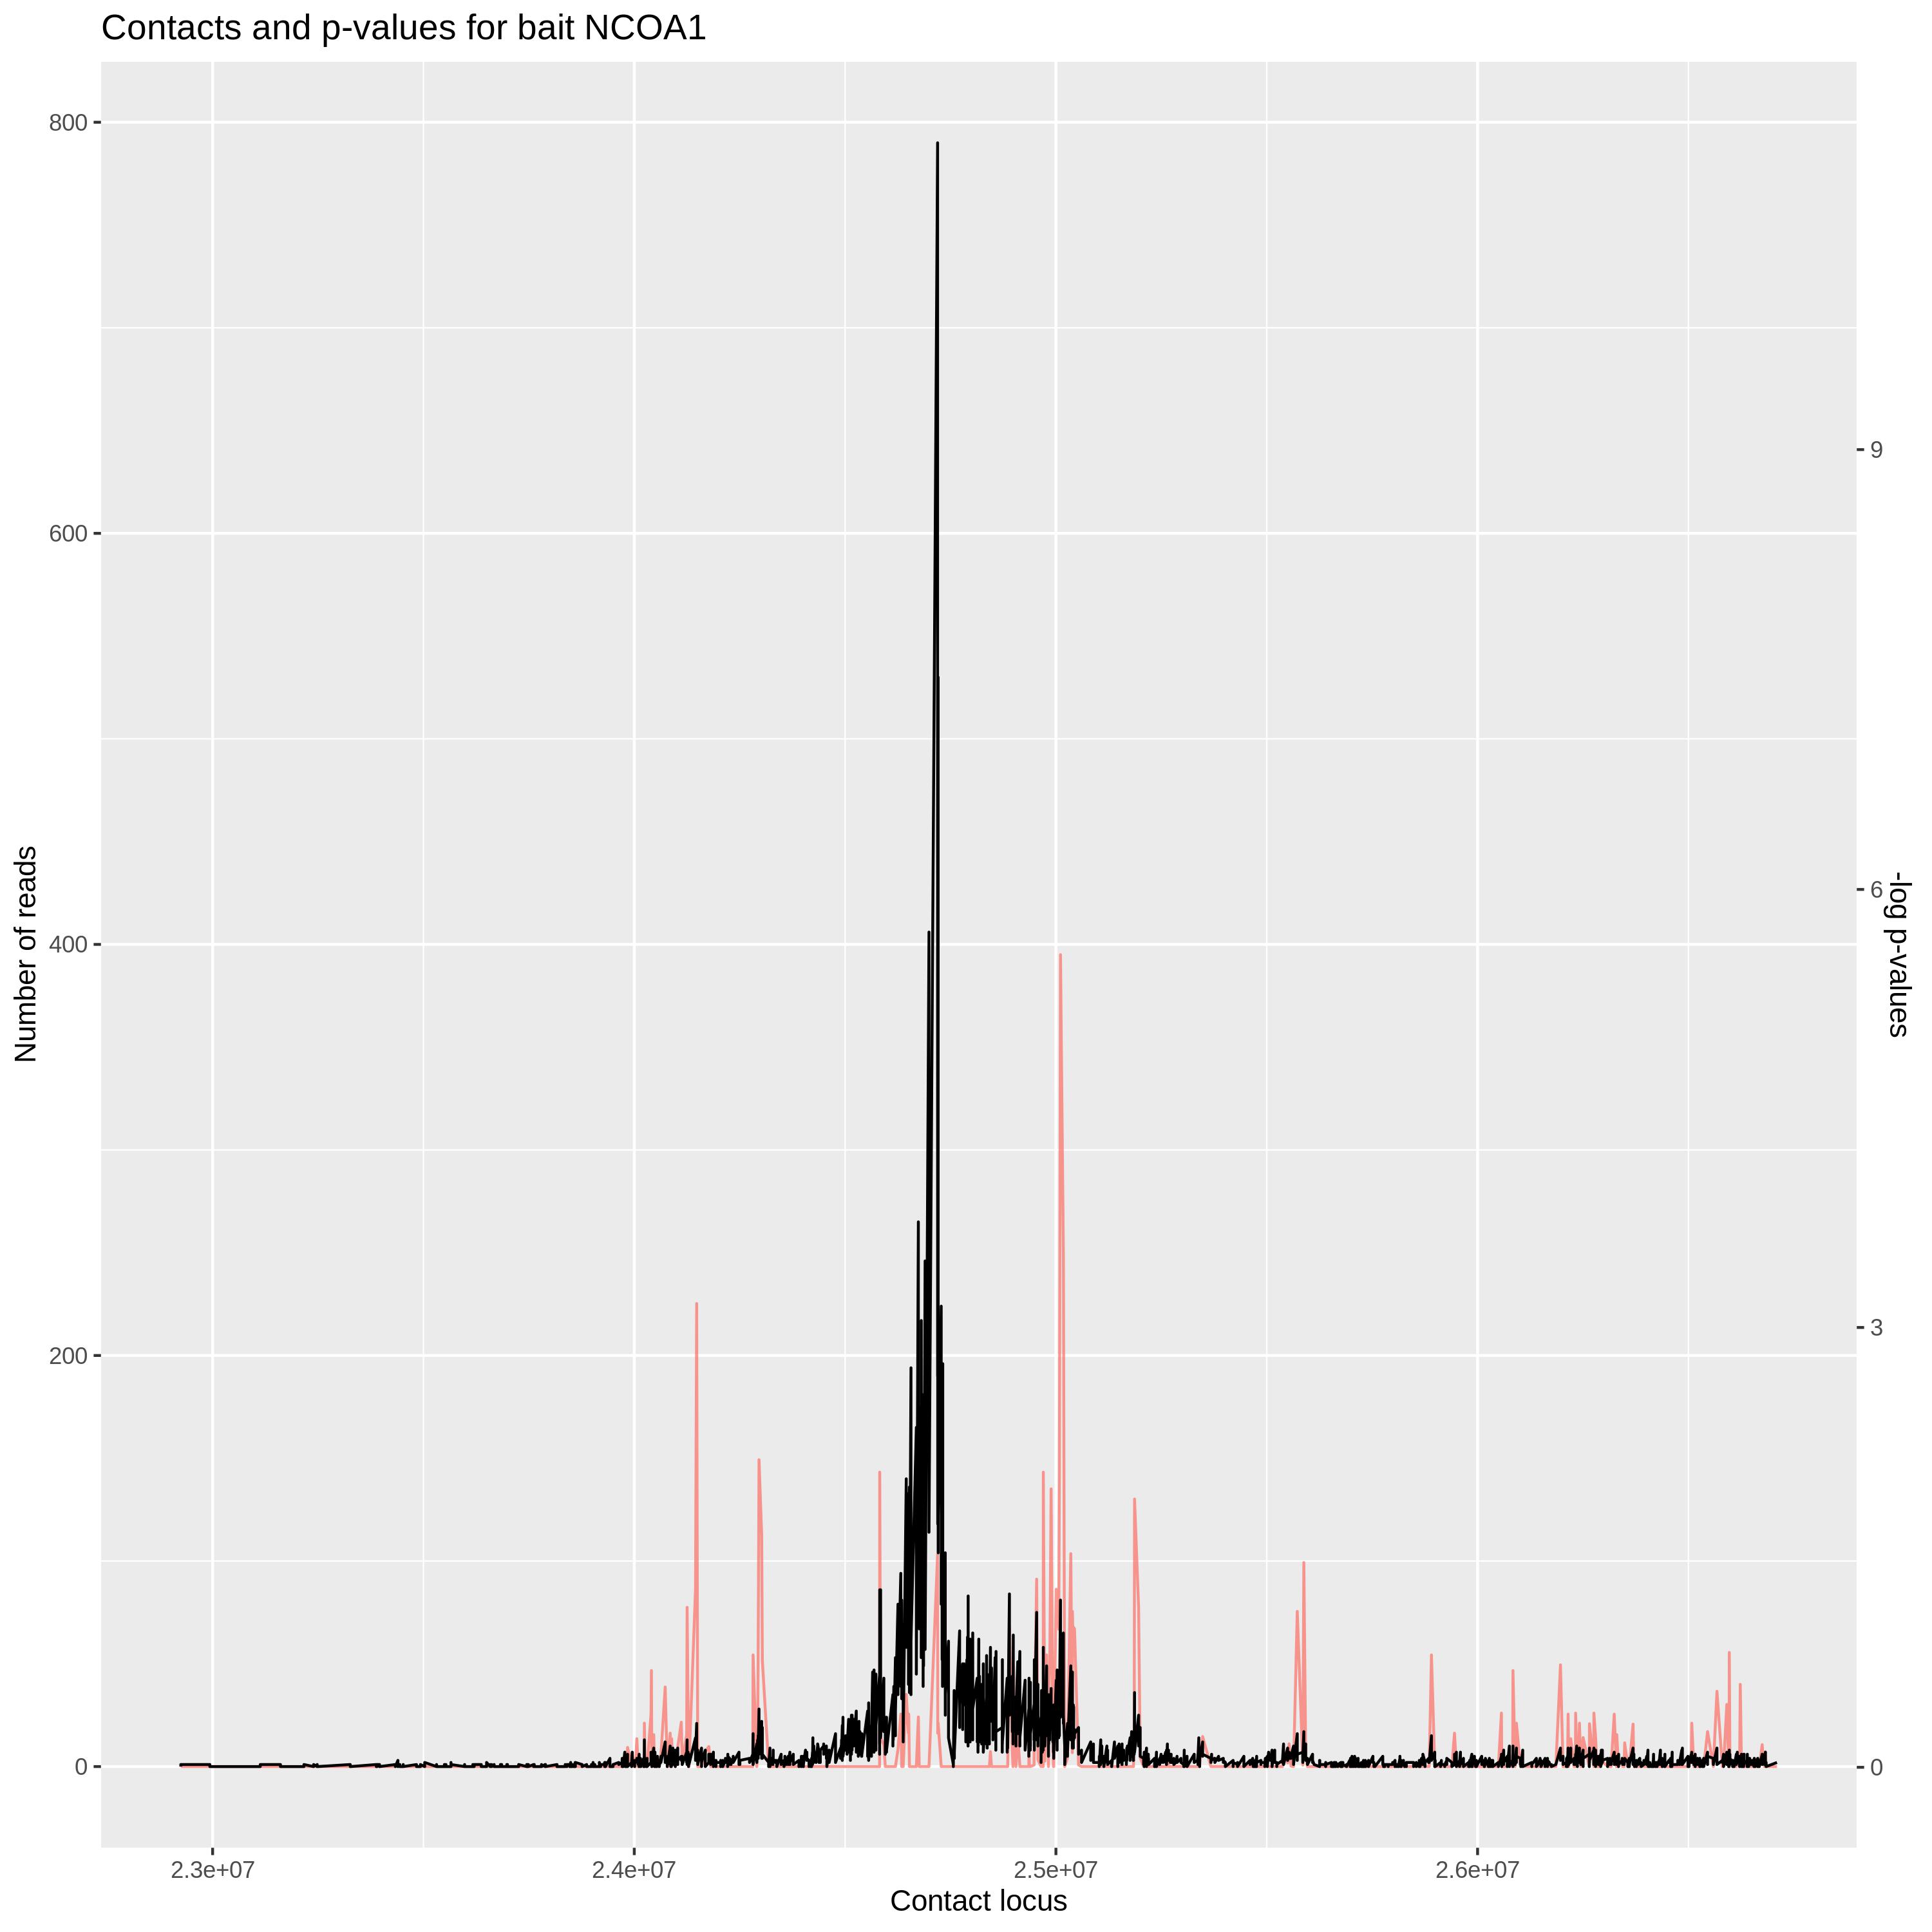 Contacts and p-values for bait NCOA1
800
600
400
200
0
Number of reads
9
6
3
0
-log p-values
2.3e+07
2.4e+07
2.5e+07
2.6e+07
Contact locus